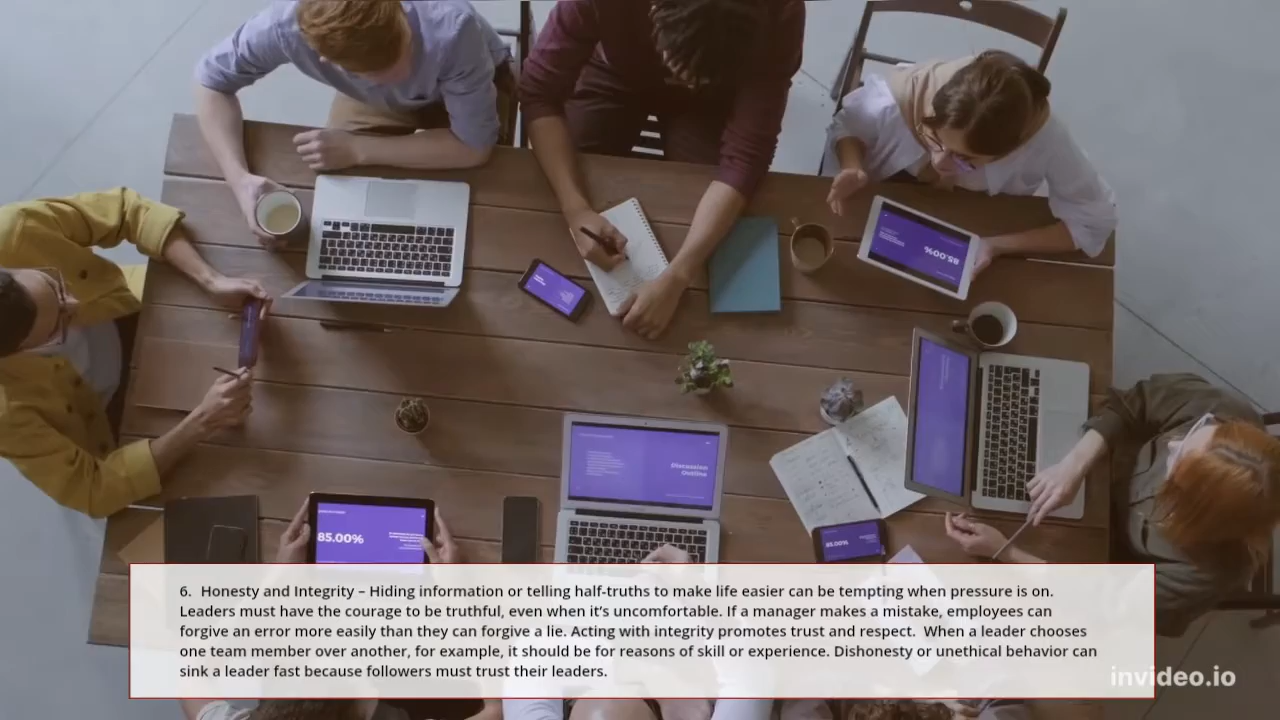 85.00%
Discussion
Outline
85.00%
85.00%
6. Honesty and Integrity – Hiding information or telling half-truths to make life easier can be tempting when pressure is on.
Leaders must have the courage to be truthful, even when it’s uncomfortable. If a manager makes a mistake, employees can
forgive an error more easily than they can forgive a lie. Acting with integrity promotes trust and respect.  When a leader chooses
one team member over another, for example, it should be for reasons of skill or experience. Dishonesty or unethical behavior can
sink a leader fast because followers must trust their leaders.
invideo.io